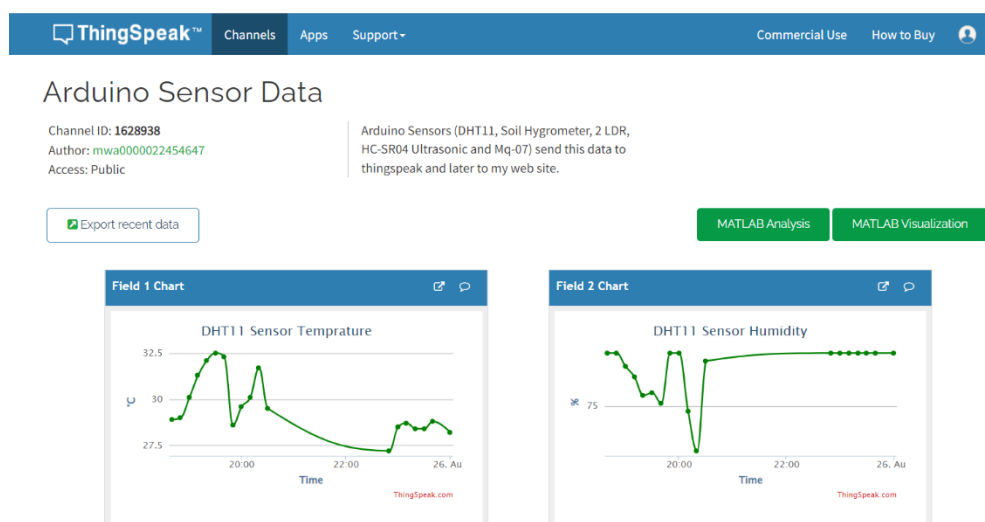 ThingSpeak™ Channels Apps Support Commercial Use How to Buy
Arduino Sensor Data
Channel ID: 1628938
Author: mwa0000022454647
Access: Public
Arduino Sensors (DHT11, Soil Hygrometer, 2 LDR,
HC-SR04 Ultrasonic and Mq-07) send this data to
thingspeak and later to my web site.
Export recent data
MATLAB Analysis
MATLAB Visualization
Field 1 Chart
DHT11 Sensor Temprature
32.5
30
27.5
°C
20:00 22:00 26. Au
Time
ThingSpeak.com
Field 2 Chart
DHT11 Sensor Humidity
75
%
20:00 22:00 26. Au
Time
ThingSpeak.com